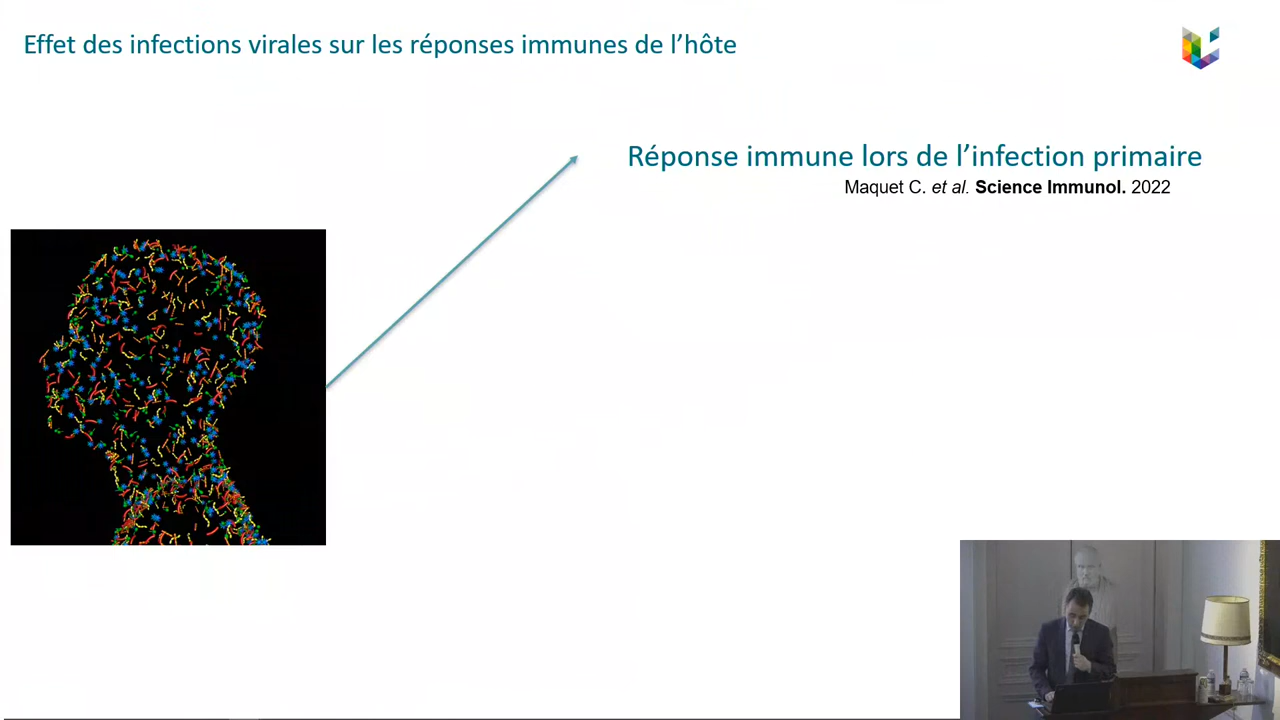 Effet des infections virales sur les réponses immunes de l’hôte
Réponse immune lors de l’infection primaire
Maquet C. et al. Science Immunol. 2022